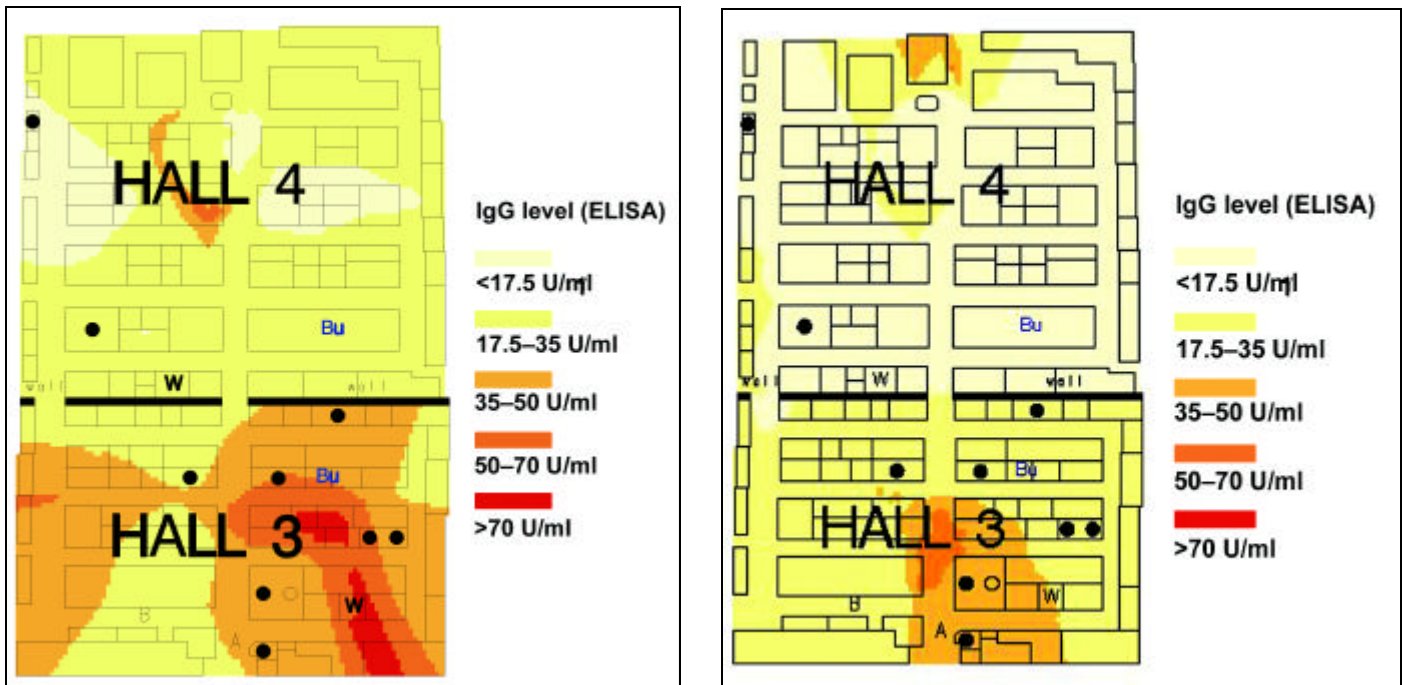 HALL 4
Bu
wall
W
wall
Bu
HALL 3
W
B
A
IgG level (ELISA)
<17.5 U/ml
17.5–35 U/ml
35–50 U/ml
50–70 U/ml
>70 U/ml
HALL 4
Bu
wall
W
wall
Bu
HALL 3
W
B
A
IgG level (ELISA)
<17.5 U/ml
17.5–35 U/ml
35–50 U/ml
50–70 U/ml
>70 U/ml